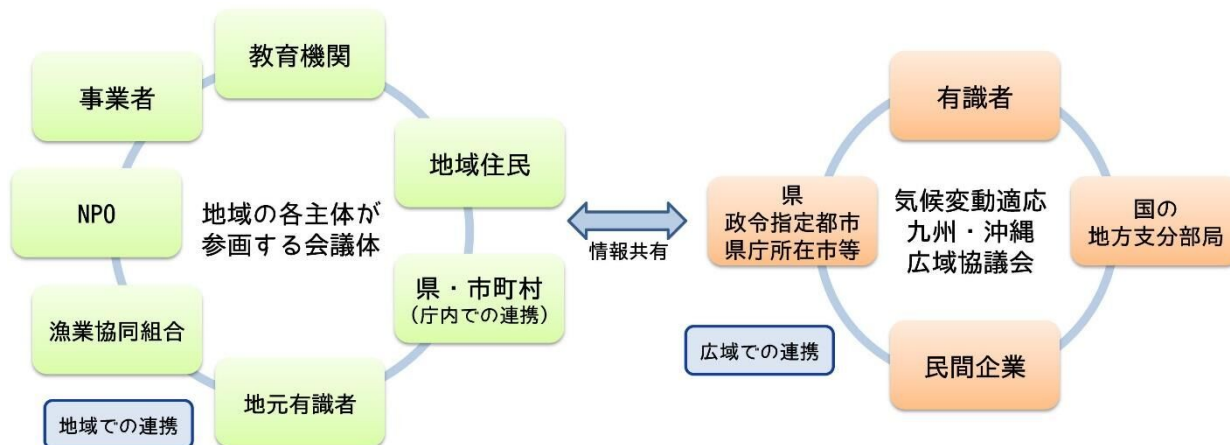 教育機関
事業者
地域住民
NPO
地域の各主体が
参画する会議体
県・市町村
(庁内での連携)
漁業協同組合
地元有識者
地域での連携
情報共有
有識者
県
政令指定都市
県庁所在市等
気候変動適応
九州・沖縄
広域協議会
国の
地方支分部局
広域での連携
民間企業